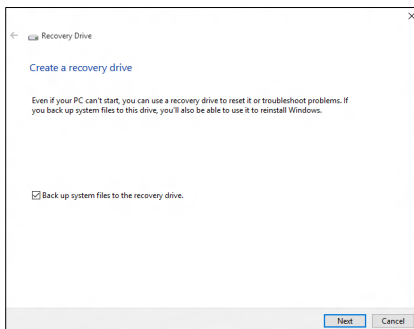 Recovery Drive
Create a recovery drive
Even if your PC can't start, you can use a recovery drive to reset it or troubleshoot problems. If
you back up system files to this drive, you'll also be able to use it to reinstall Windows.
Back up system files to the recovery drive.
Next Cancel